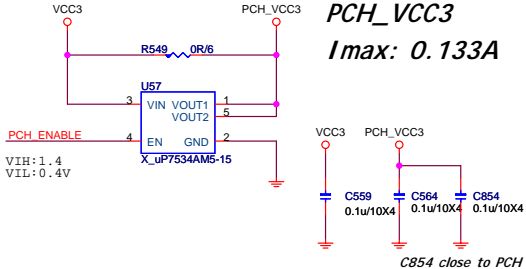 VCC3
PCH_VCC3
PCH_VCC3
Imax: 0.133A
R549 0R/6
U57
3 VIN VOUT1 1
VOUT2 5
PCH_ENABLE 4 EN GND 2
X_uP7534AM5-15
VIH:1.4
VIL:0.4V
VCC3 PCH_VCC3
C559 C564 C854
0.1u/10X4 0.1u/10X4 0.1u/10X4
C854 close to PCH